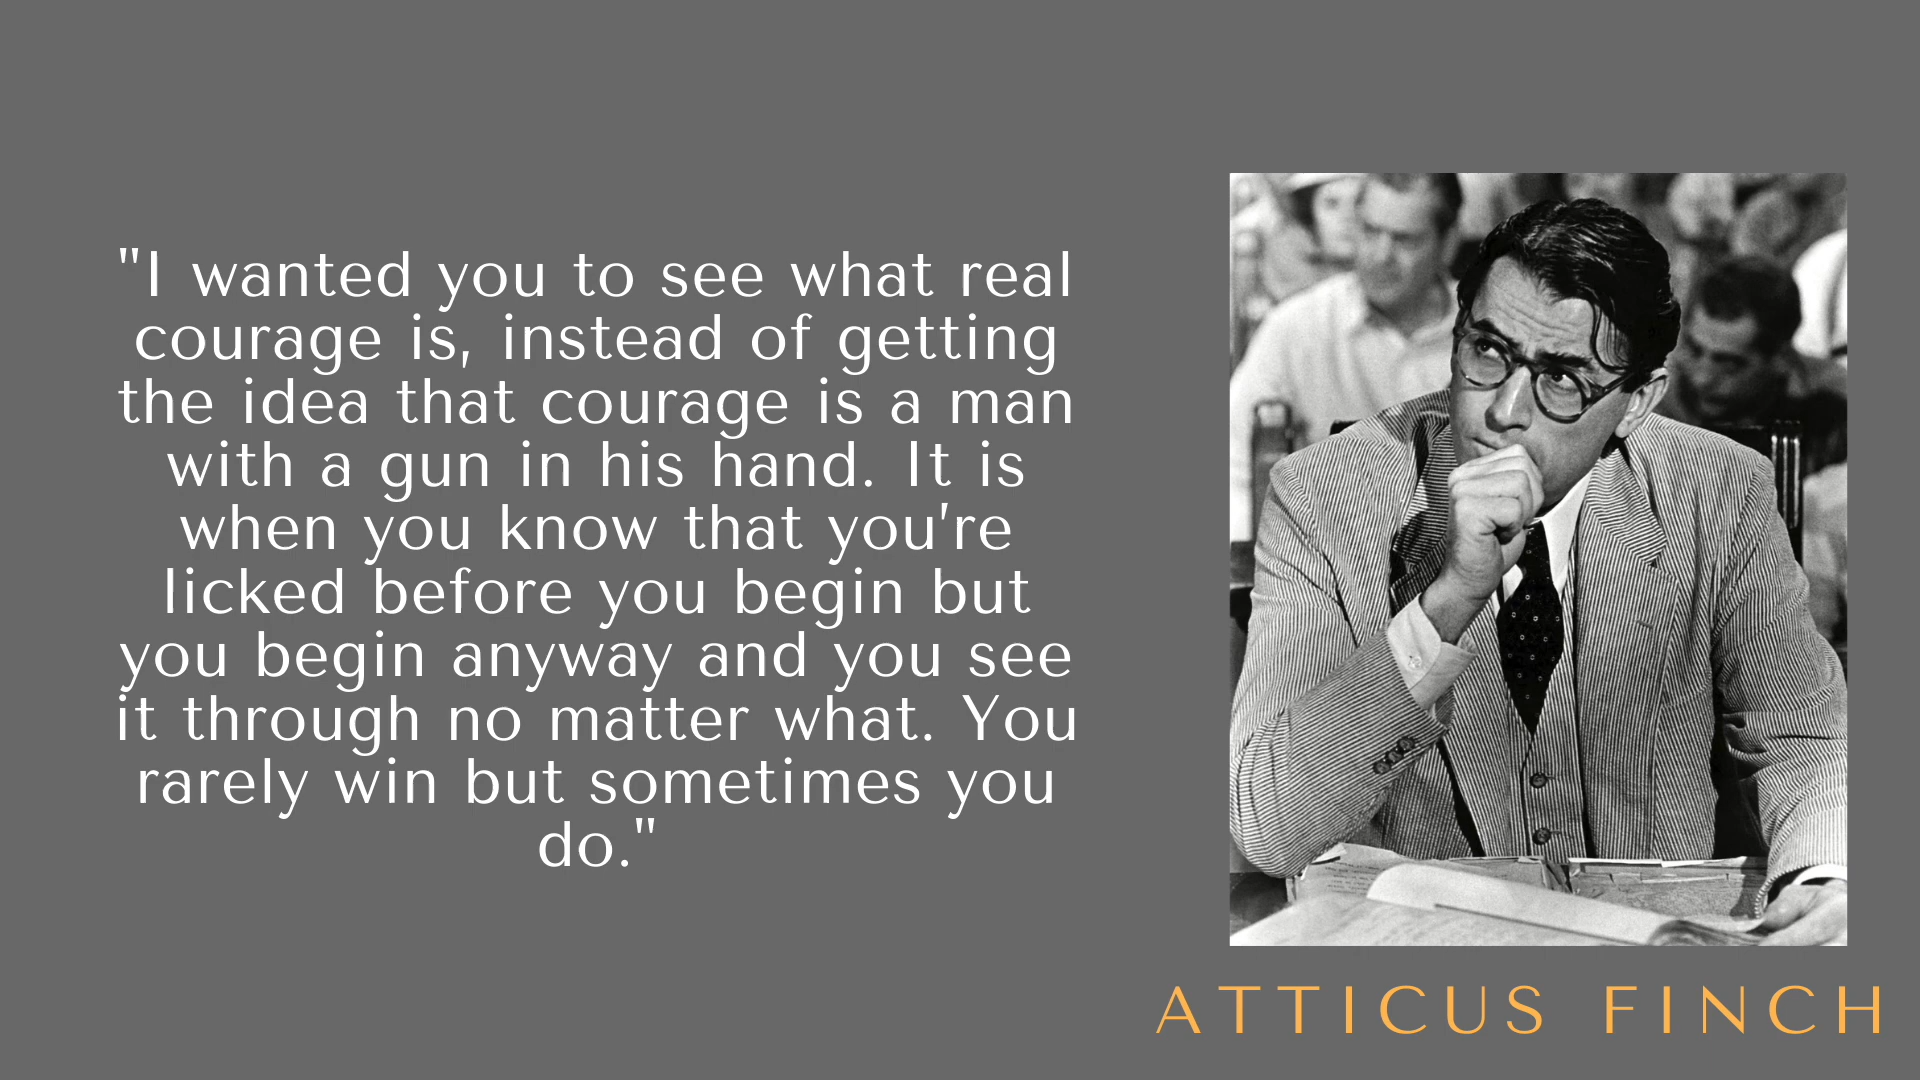 "I wanted you to see what real
courage is, instead of getting
the idea that courage is a man
with a gun in his hand. It is
when you know that you're
licked before you begin but
you begin anyway and you see
it through no matter what. You
rarely win but sometimes you
do."
ATTICUS FINCH